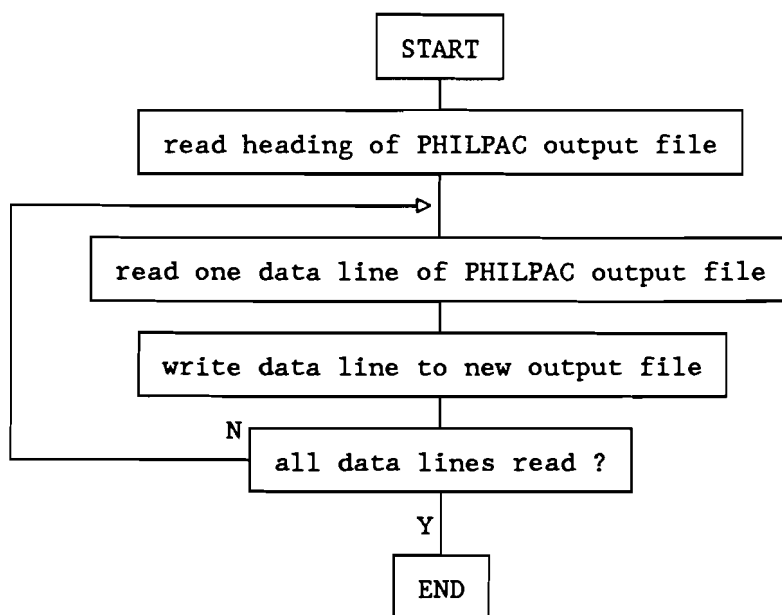 START
read heading of PHILPAC output file
read one data line of PHILPAC output file
write data line to new output file
N
all data lines read ?
Y
END